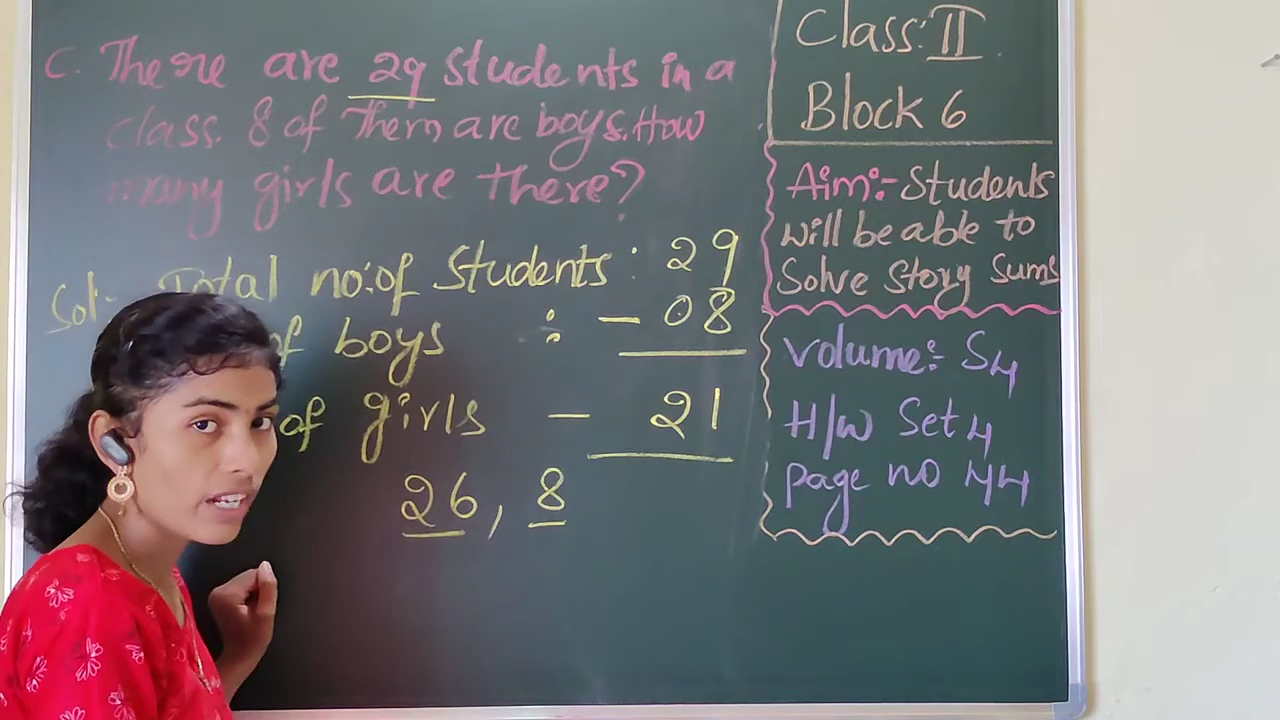 C. There are 29 students in a
class. 8 of Them are boys. How
many girls are there?
Sol:- Total no:of Students : 29
of boys : - 08
of girls - 21
26, 8
Class: II
Block 6
Aim:- Students
will be able to
Solve Story Sums
Volume:- S4
H/W Set 4
page no 44